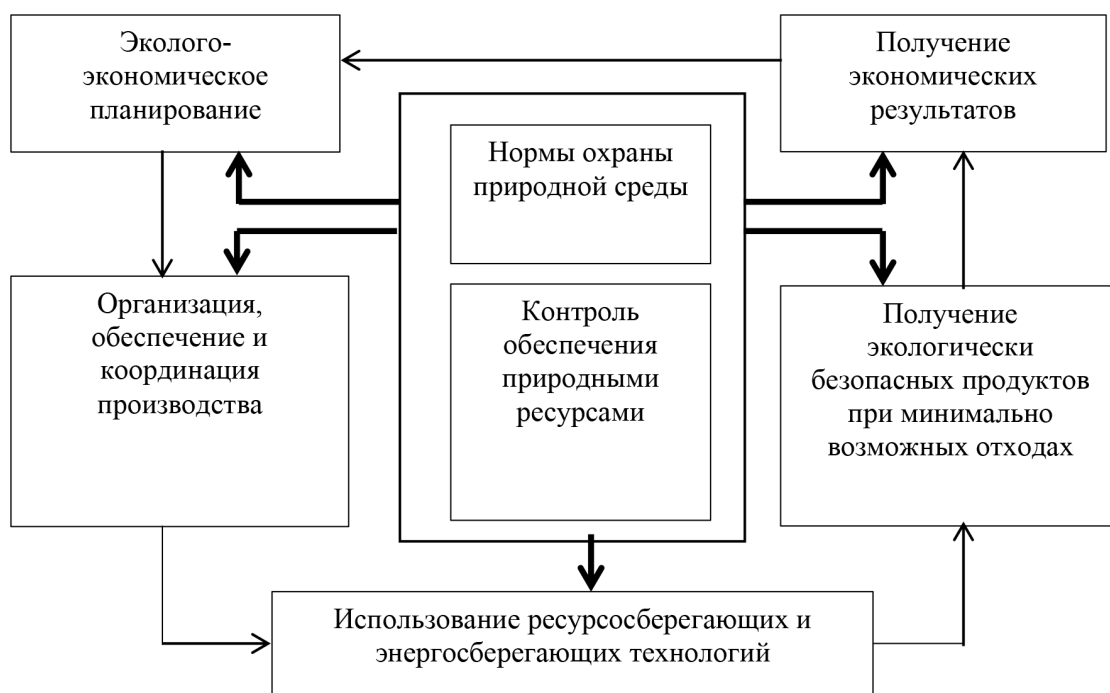 Эколого-
экономическое
планирование
Получение
экономических
результатов
Нормы охраны
природной среды
Организация,
обеспечение и
координация
производства
Контроль
обеспечения
природными
ресурсами
Получение
экологически
безопасных продуктов
при минимально
возможных отходах
Использование ресурсосберегающих и
энергосберегающих технологий